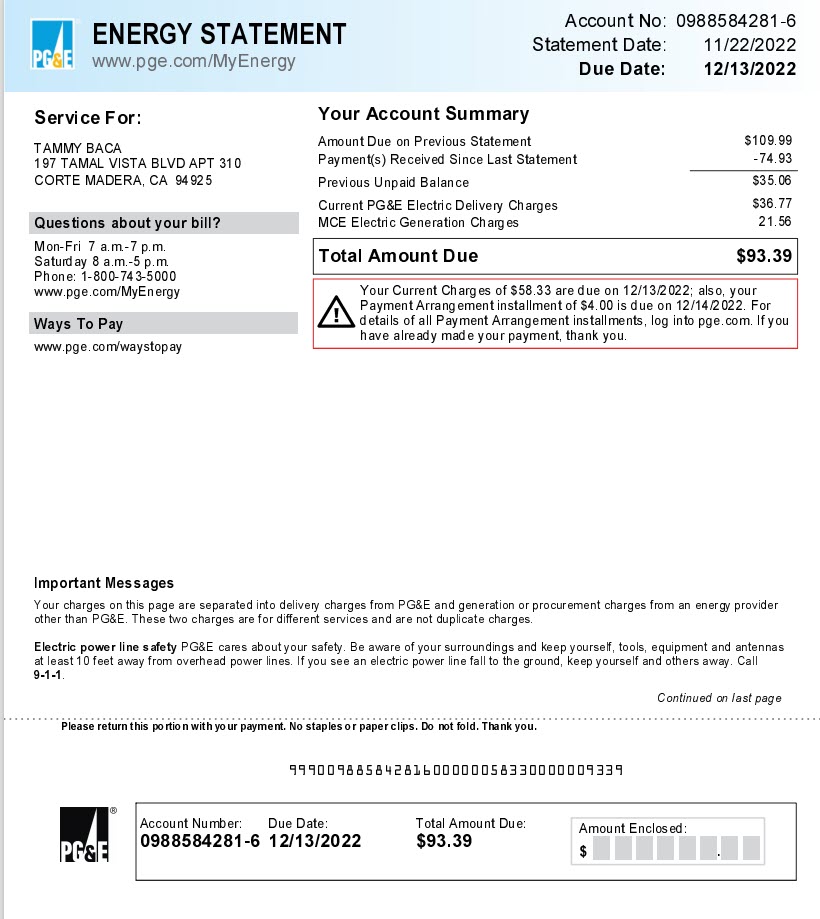 PG&E
ENERGY STATEMENT
www.pge.com/MyEnergy
Account No: 0988584281-6
Statement Date: 11/22/2022
Due Date: 12/13/2022
Service For:
TAMMY BACA
197 TAMAL VISTA BLVD APT 310
CORTE MADERA, CA 94925
Questions about your bill?
Mon-Fri 7 a.m.-7 p.m.
Saturday 8 a.m.-5 p.m.
Phone: 1-800-743-5000
www.pge.com/MyEnergy
Ways To Pay
www.pge.com/waystopay
Your Account Summary
Amount Due on Previous Statement $109.99
Payment(s) Received Since Last Statement -74.93
Previous Unpaid Balance $35.06
Current PG&E Electric Delivery Charges $36.77
MCE Electric Generation Charges 21.56
Total Amount Due $93.39
Your Current Charges of $58.33 are due on 12/13/2022; also, your
Payment Arrangement installment of $4.00 is due on 12/14/2022. For
details of all Payment Arrangement installments, log into pge.com. If you
have already made your payment, thank you.
Important Messages
Your charges on this page are separated into delivery charges from PG&E and generation or procurement charges from an energy provider
other than PG&E. These two charges are for different services and are not duplicate charges.
Electric power line safety PG&E cares about your safety. Be aware of your surroundings and keep yourself, tools, equipment and antennas
at least 10 feet away from overhead power lines. If you see an electric power line fall to the ground, keep yourself and others away. Call
9-1-1.
Continued on last page
Please return this portion with your payment. No staples or paper clips. Do not fold. Thank you.
99900988584281600000058330000009339
PG&E ®
Account Number: Due Date: Total Amount Due:
0988584281-6 12/13/2022 $93.39
Amount Enclosed:
$ .